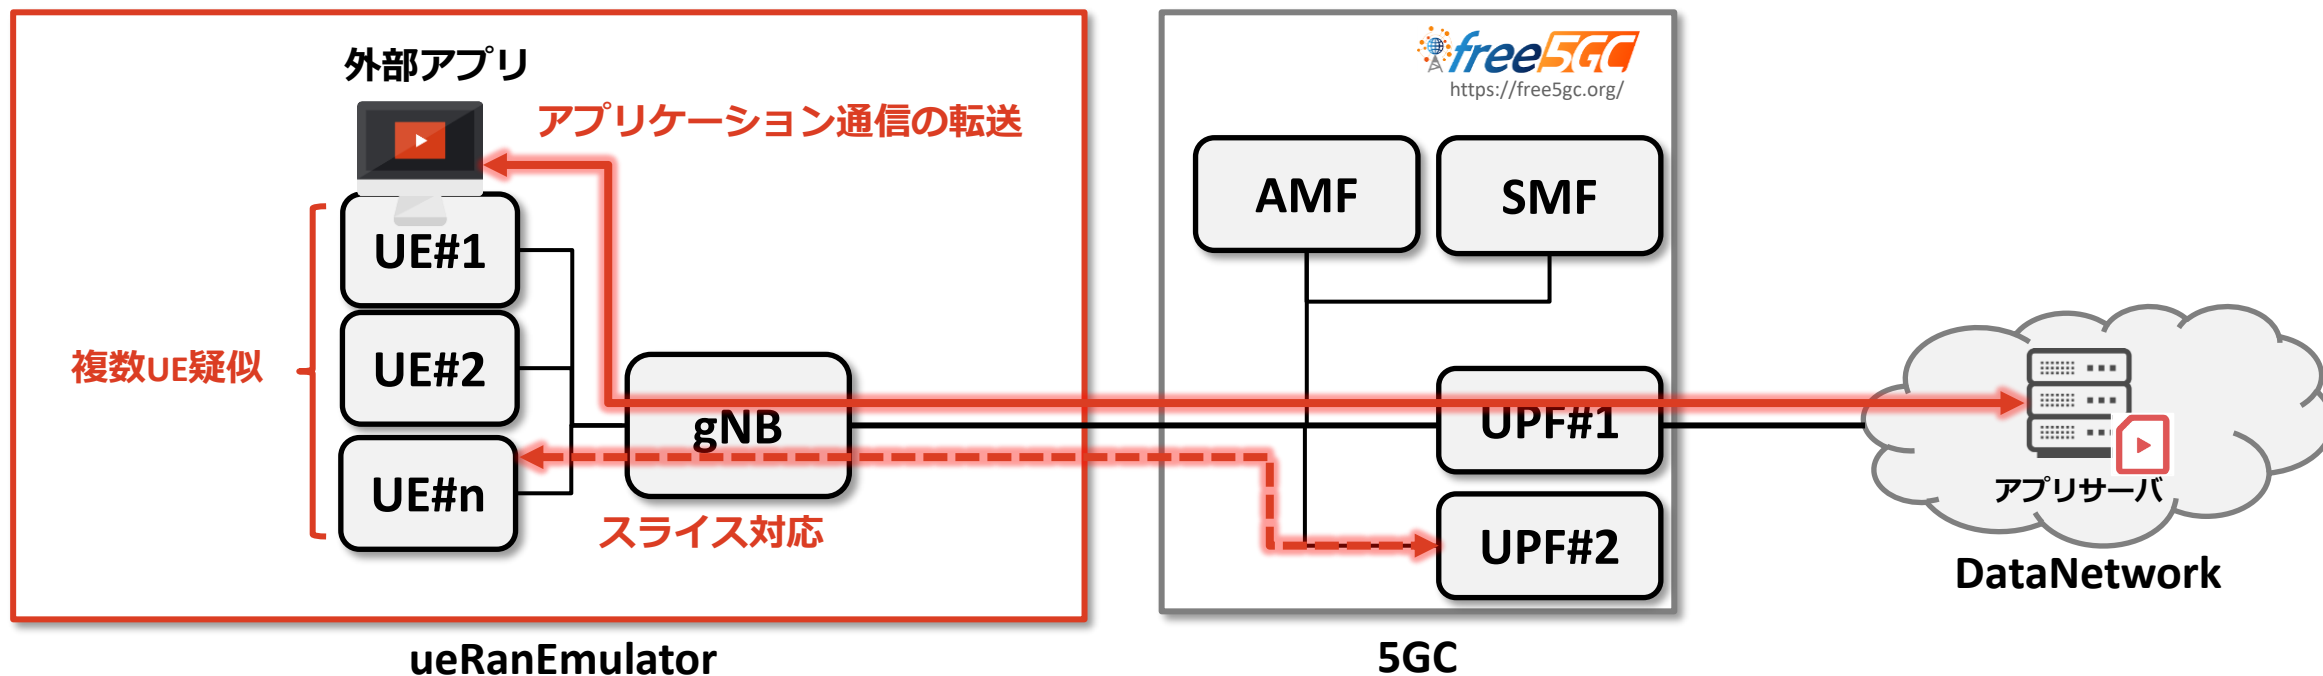 外部アプリ
アプリケーション通信の転送
UE#1
UE#2
UE#n
複数UE疑似
gNB
スライス対応
ueRanEmulator
free5GC
https://free5gc.org/
AMF
SMF
UPF#1
UPF#2
5GC
アプリサーバ
DataNetwork